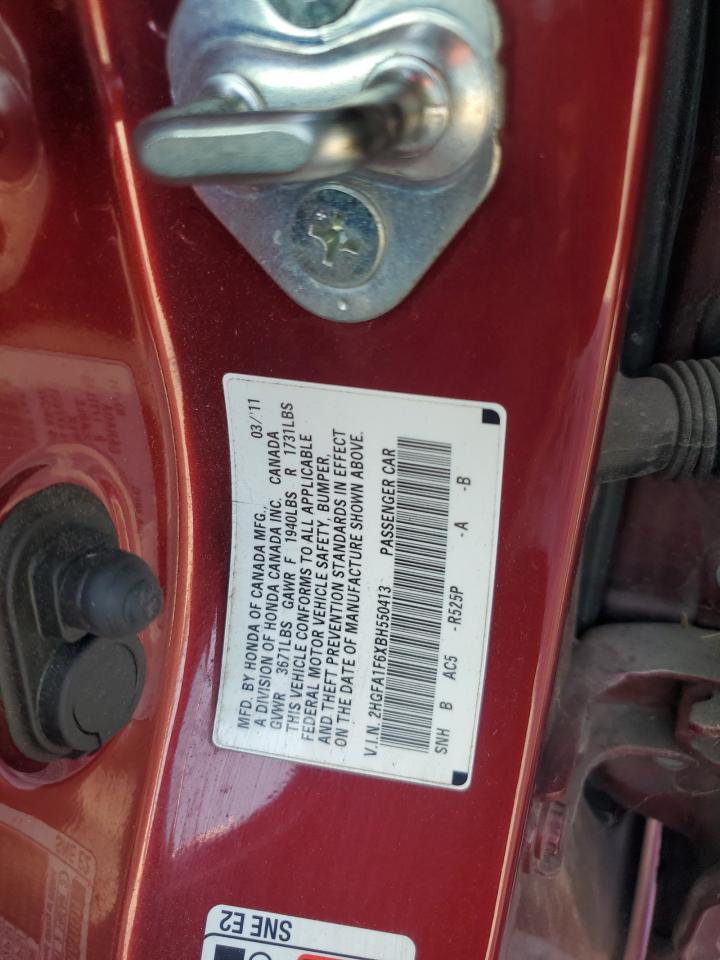 MFD. BY HONDA OF CANADA MFG., 03/'11
A DIVISION OF HONDA CANADA INC. CANADA
GVWR 3671LBS GAWR F 1940LBS R 1731LBS
THIS VEHICLE CONFORMS TO ALL APPLICABLE
FEDERAL MOTOR VEHICLE SAFETY, BUMPER,
AND THEFT PREVENTION STANDARDS IN EFFECT
ON THE DATE OF MANUFACTURE SHOWN ABOVE.
V.I.N. 2HGFA1F6XBH550413 PASSENGER CAR
SNH B AC5 -R525P -A -B
SNE E2